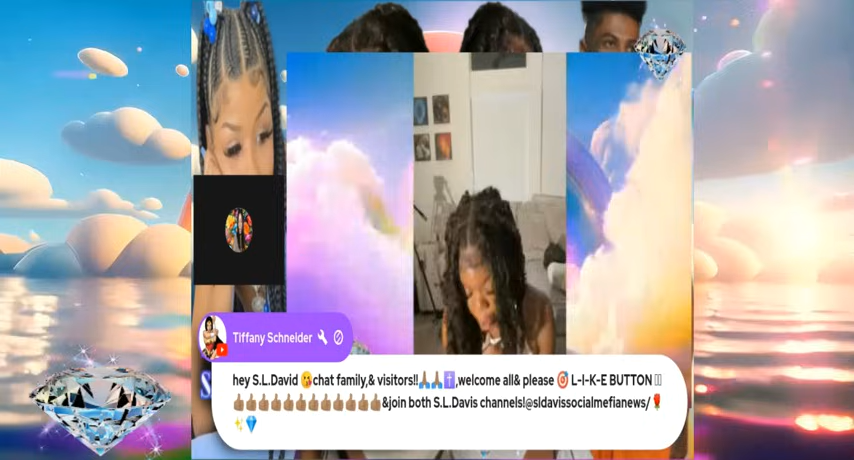 Tiffany Schneider
hey S.L.David 🤫chat family,& visitors!!🙏🏽🙏🏽✝️,welcome all& please 🎯 L-I-K-E BUTTON
👍🏽👍🏽👍🏽👍🏽👍🏽👍🏽👍🏽👍🏽👍🏽👍🏽👍🏽👍🏽&join both S.L.Davis channels!@sldavissocialmefianews/🌹
✨💎